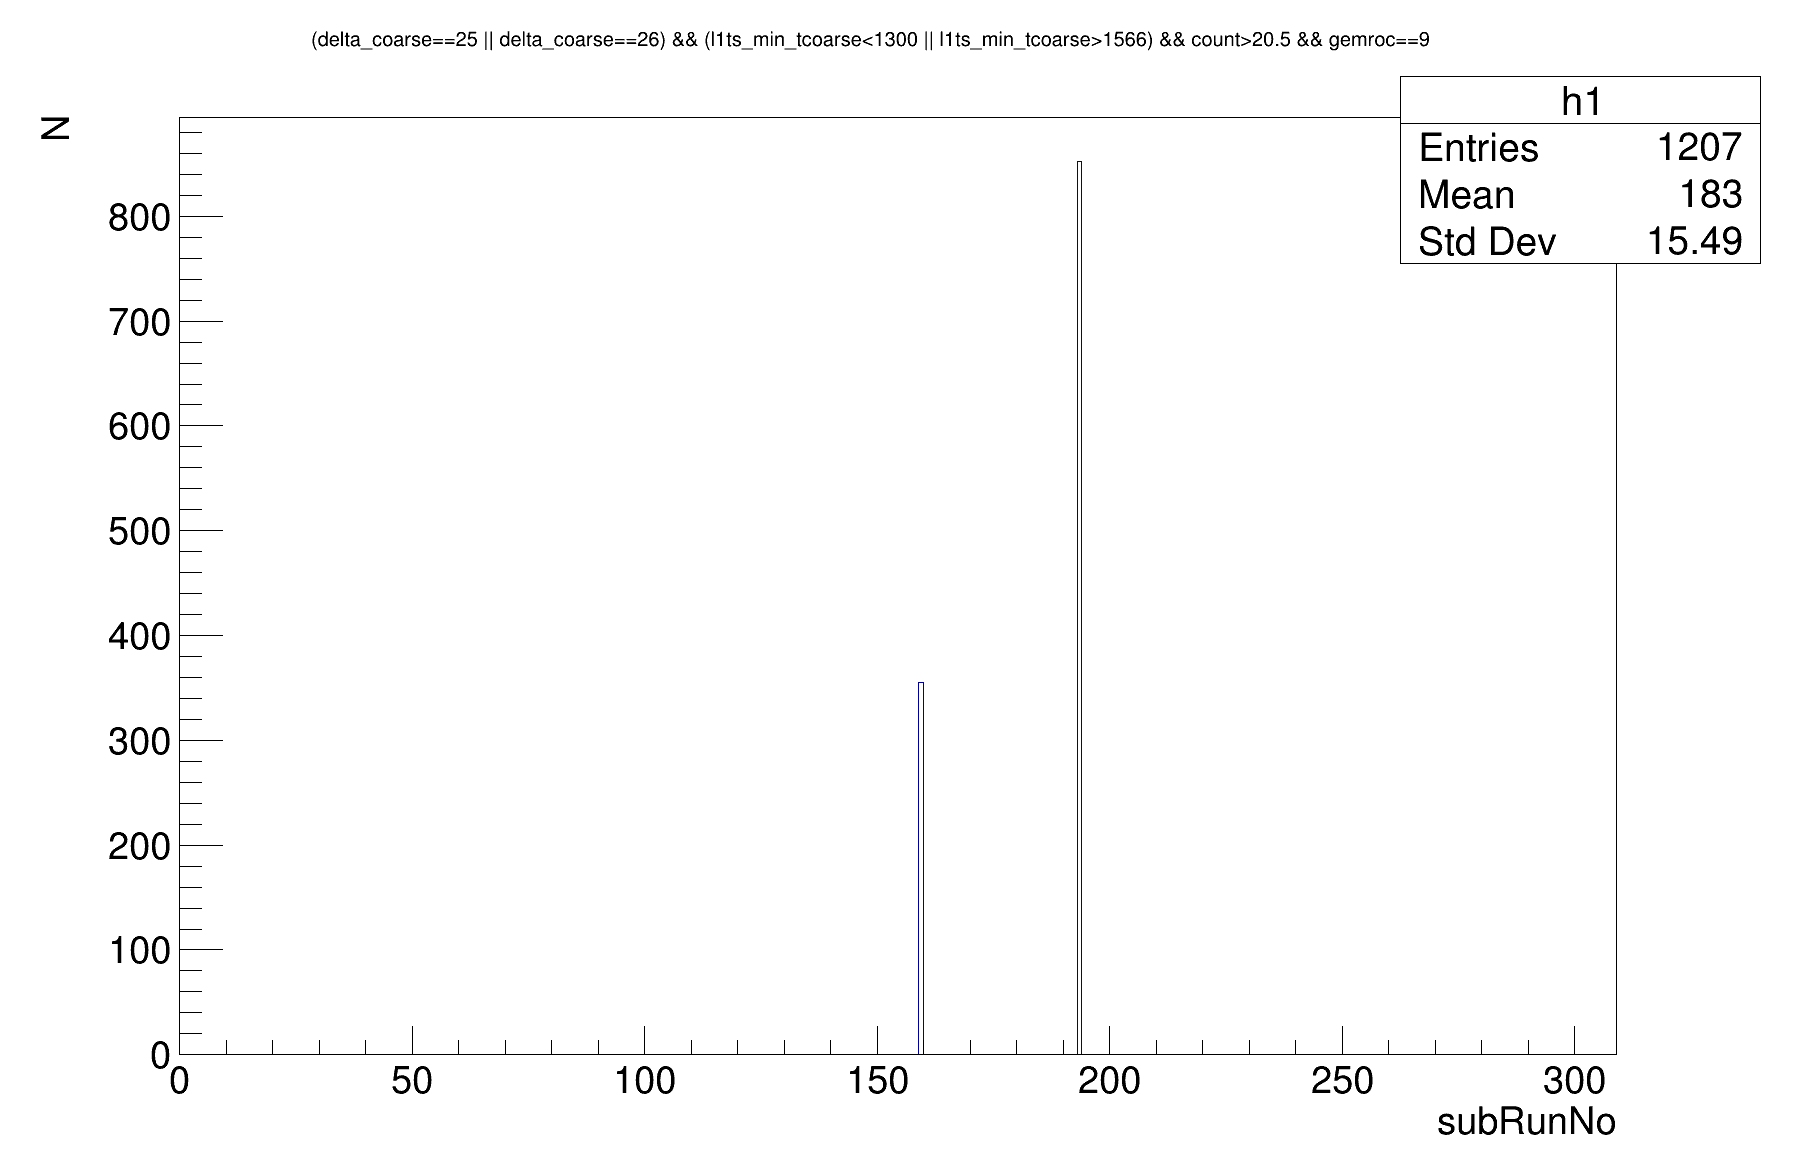 (delta_coarse==25 || delta_coarse==26) && (l1ts_min_tcoarse<1300 || l1ts_min_tcoarse>1566) && count>20.5 && gemroc==9
N
h1
Entries 1207
Mean 183
Std Dev 15.49
800
700
600
500
400
300
200
100
0
0 50 100 150 200 250 300
subRunNo